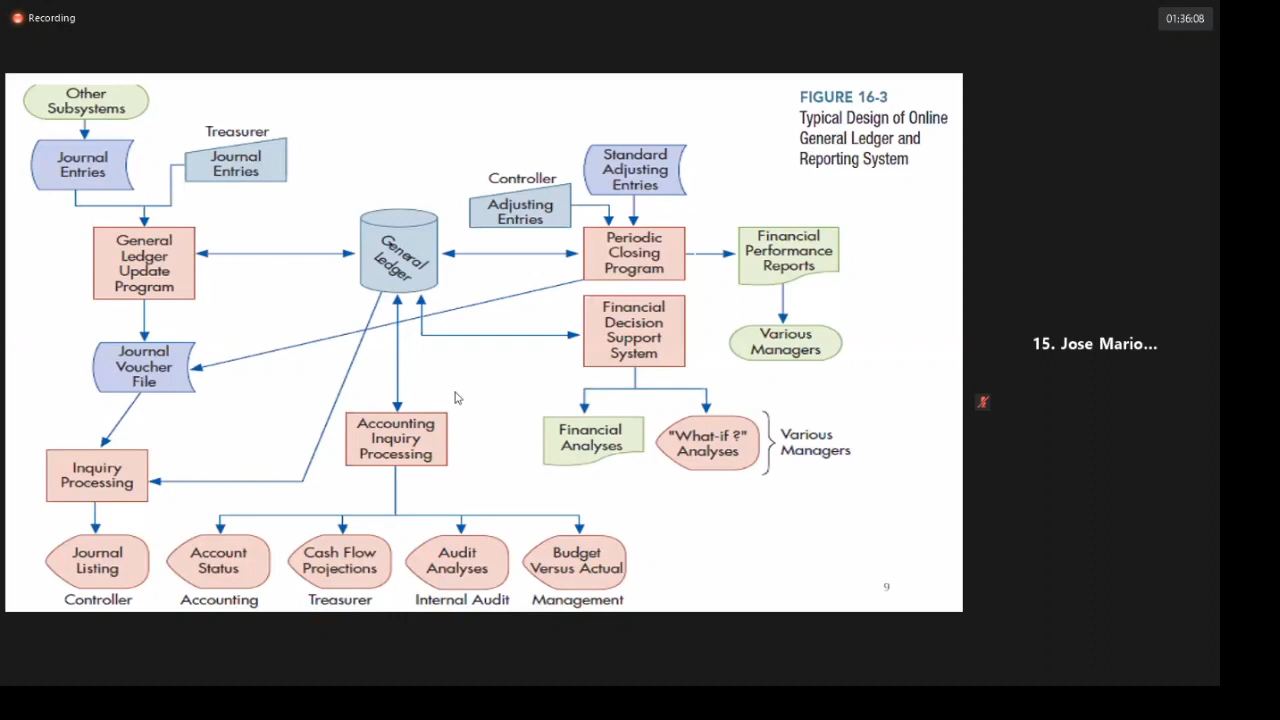 Recording
01:36:08
Other
Subsystems
Journal
Entries
Treasurer
Journal
Entries
General
Ledger
Update
Program
Journal
Voucher
File
Inquiry
Processing
Journal
Listing
Controller
General
Ledger
Accounting
Inquiry
Processing
Account
Status
Accounting
Cash Flow
Projections
Treasurer
Audit
Analyses
Internal Audit
Budget
Versus Actual
Management
Controller
Adjusting
Entries
Standard
Adjusting
Entries
Periodic
Closing
Program
Financial
Performance
Reports
Various
Managers
Financial
Decision
Support
System
Financial
Analyses
"What-if ?"
Analyses
Various
Managers
FIGURE 16-3
Typical Design of Online
General Ledger and
Reporting System
9
15. Jose Mario...